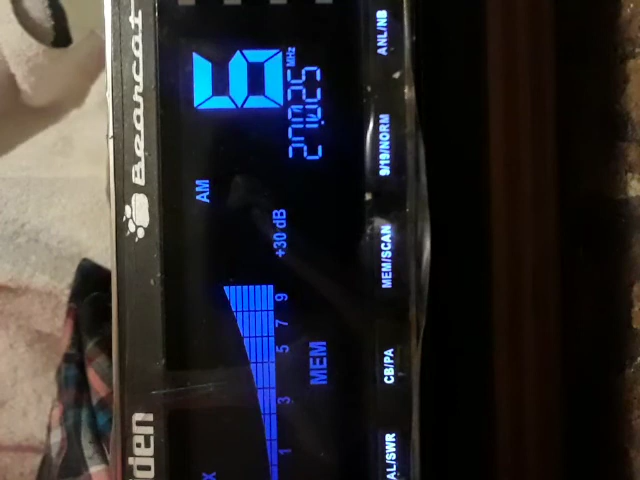 iden Bearcat
X AM 6
1 3 5 7 9 +30 dB
MEM 27.025 MHz
AL/SWR CB/PA MEM/SCAN 9/19/NORM ANL/NB